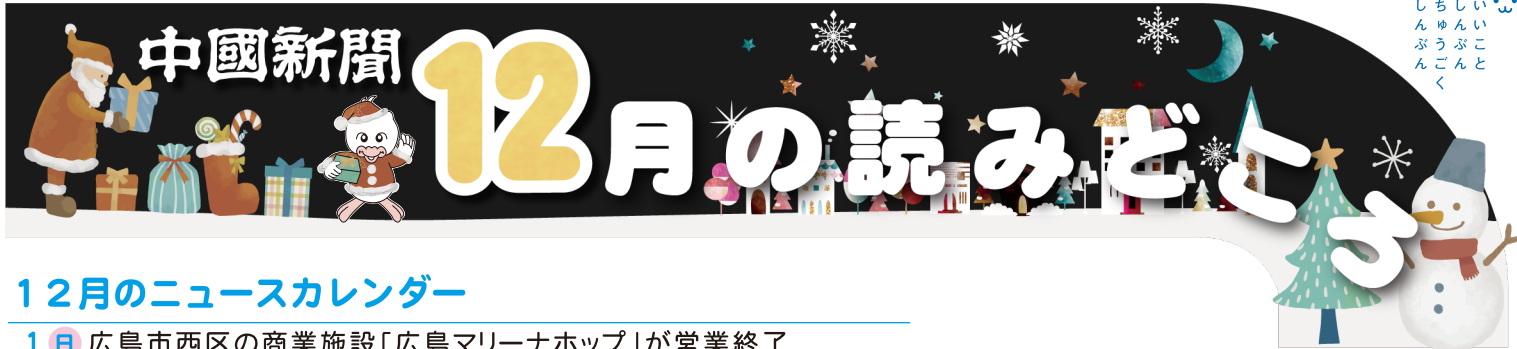 中國新聞
12月の読みどころ
いいこと
しんぶん
ちゅうごく
しんぶん
12月のニュースカレンダー
1 日 広島市西区の商業施設「広島マリーナホップ」が営業終了